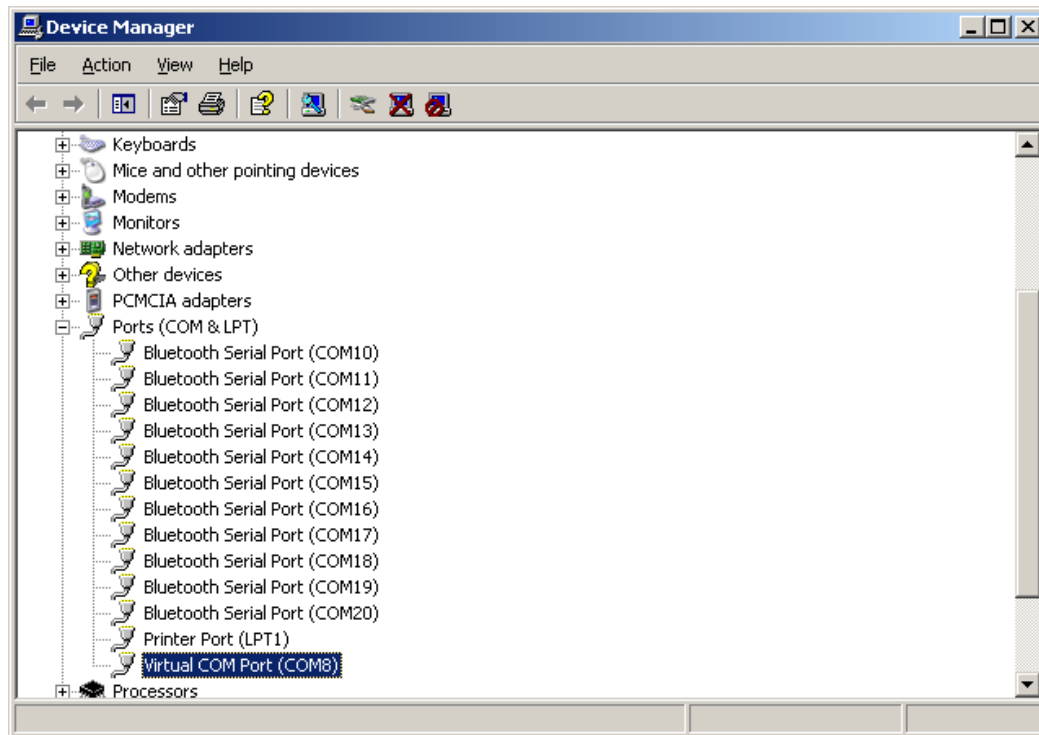 Device Manager
File Action View Help
Keyboards
Mice and other pointing devices
Modems
Monitors
Network adapters
Other devices
PCMCIA adapters
Ports (COM & LPT)
Bluetooth Serial Port (COM10)
Bluetooth Serial Port (COM11)
Bluetooth Serial Port (COM12)
Bluetooth Serial Port (COM13)
Bluetooth Serial Port (COM14)
Bluetooth Serial Port (COM15)
Bluetooth Serial Port (COM16)
Bluetooth Serial Port (COM17)
Bluetooth Serial Port (COM18)
Bluetooth Serial Port (COM19)
Bluetooth Serial Port (COM20)
Printer Port (LPT1)
Virtual COM Port (COM8)
Processors